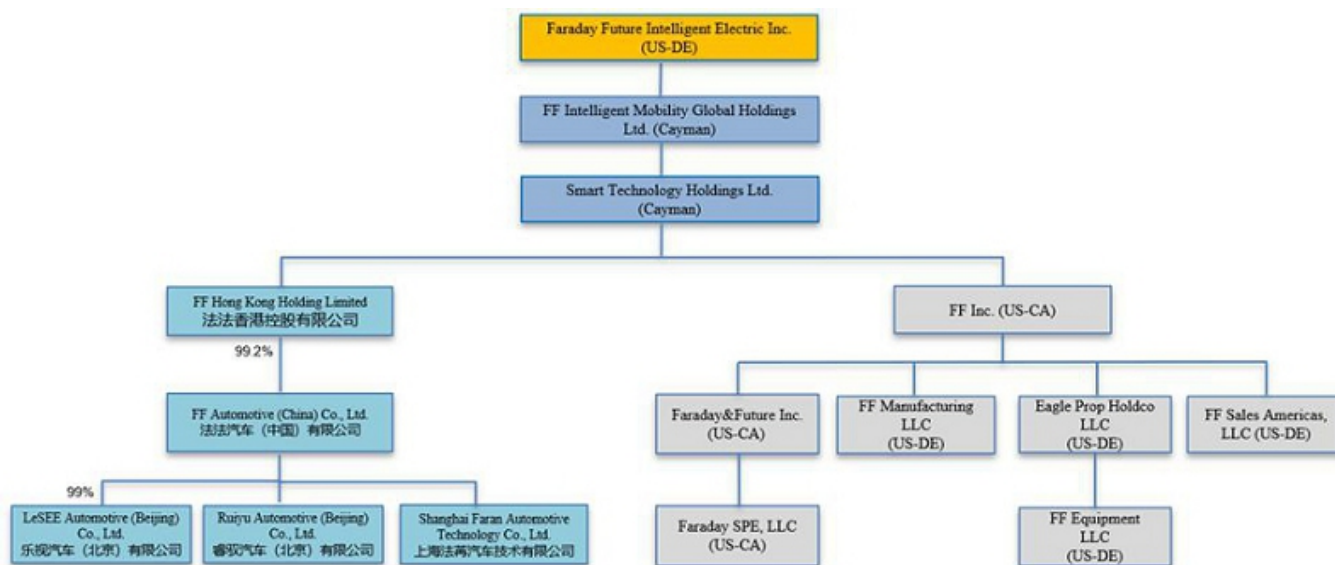 Faraday Future Intelligent Electric Inc.
(US-DE)
FF Intelligent Mobility Global Holdings
Ltd. (Cayman)
Smart Technology Holdings Ltd.
(Cayman)
FF Hong Kong Holding Limited
法法香港控股有限公司
FF Inc. (US-CA)
99.2%
FF Automotive (China) Co., Ltd.
法法汽车（中国）有限公司
Faraday&Future Inc.
(US-CA)
FF Manufacturing
LLC
(US-DE)
Eagle Prop Holdco
LLC
(US-DE)
FF Sales Americas,
LLC (US-DE)
99%
LeSEE Automotive (Beijing)
Co., Ltd.
乐视汽车（北京）有限公司
Ruiyu Automotive (Beijing)
Co., Ltd.
睿驭汽车（北京）有限公司
Shanghai Faran Automotive
Technology Co., Ltd.
上海法苒汽车技术有限公司
Faraday SPE, LLC
(US-CA)
FF Equipment
LLC
(US-DE)